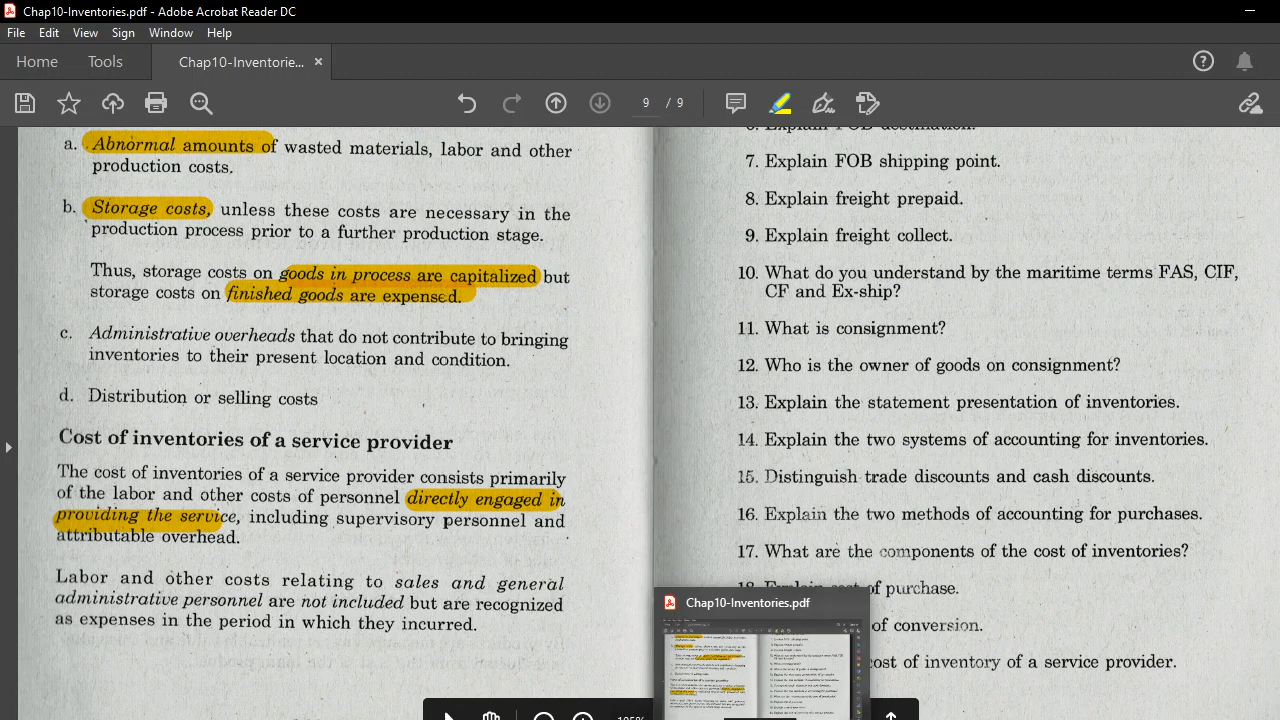 Chap10-Inventories.pdf - Adobe Acrobat Reader DC
File Edit View Sign Window Help
Home Tools Chap10-Inventorie... ×
9 / 9
a. Abnormal amounts of wasted materials, labor and other
production costs.
b. Storage costs, unless these costs are necessary in the
production process prior to a further production stage.
Thus, storage costs on goods in process are capitalized but
storage costs on finished goods are expensed.
c. Administrative overheads that do not contribute to bringing
inventories to their present location and condition.
d. Distribution or selling costs
Cost of inventories of a service provider
The cost of inventories of a service provider consists primarily
of the labor and other costs of personnel directly engaged in
providing the service, including supervisory personnel and
attributable overhead.
Labor and other costs relating to sales and general
administrative personnel are not included but are recognized
as expenses in the period in which they incurred.
6. Explain FOB destination.
7. Explain FOB shipping point.
8. Explain freight prepaid.
9. Explain freight collect.
10. What do you understand by the maritime terms FAS, CIF,
CF and Ex-ship?
11. What is consignment?
12. Who is the owner of goods on consignment?
13. Explain the statement presentation of inventories.
14. Explain the two systems of accounting for inventories.
15. Distinguish trade discounts and cash discounts.
16. Explain the two methods of accounting for purchases.
17. What are the components of the cost of inventories?
18. Explain cost of purchase.
of conversion.
cost of inventory of a service provider.
Chap10-Inventories.pdf